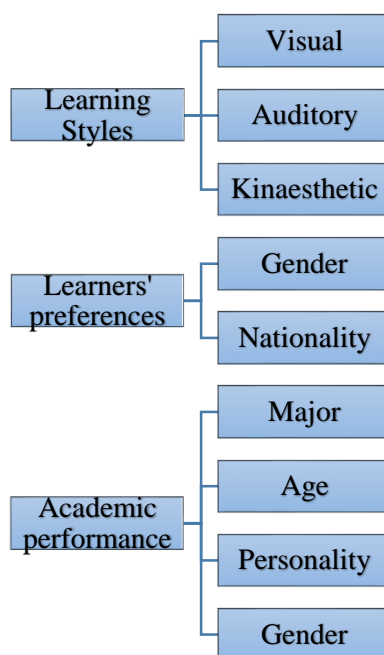 Learning
Styles
Visual
Auditory
Kinaesthetic
Learners'
preferences
Gender
Nationality
Academic
performance
Major
Age
Personality
Gender